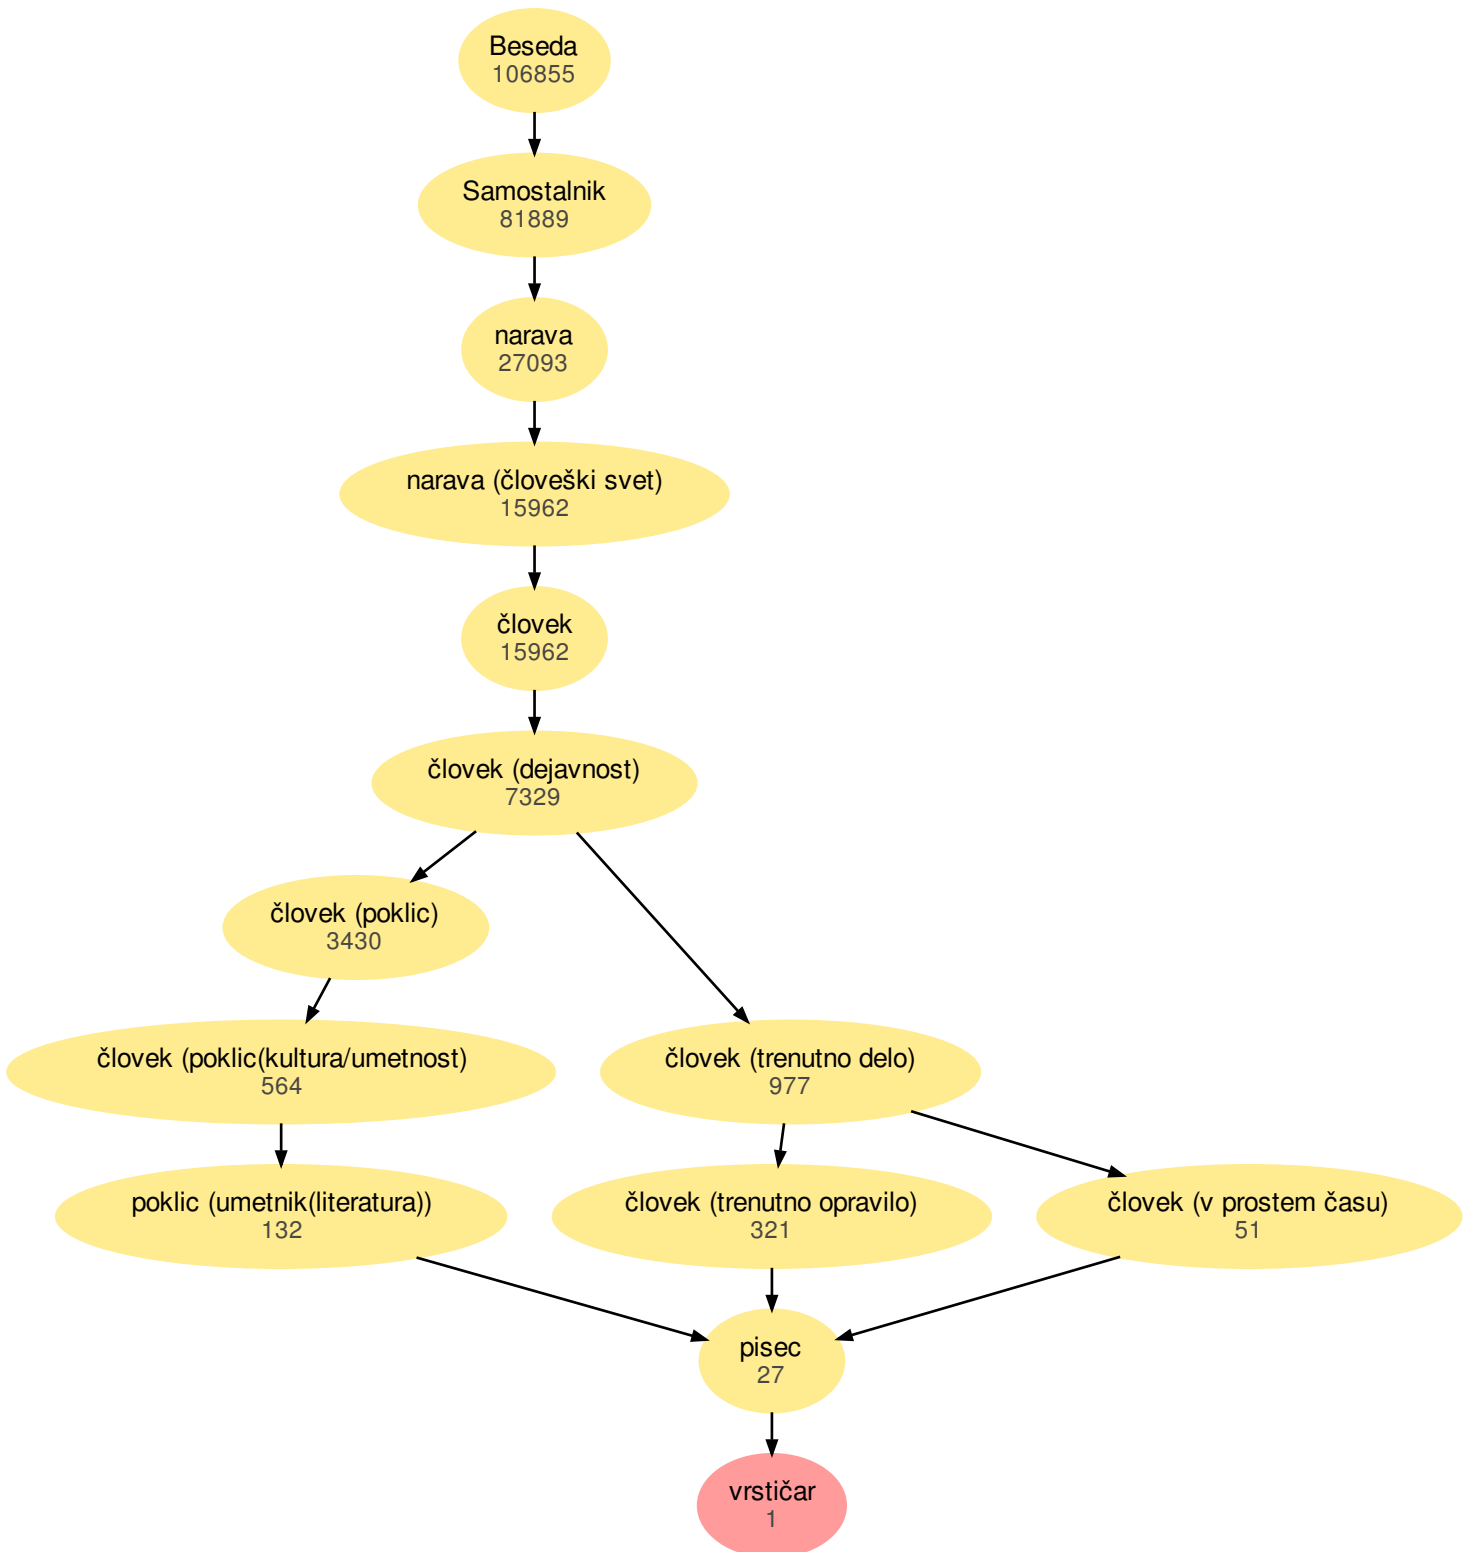 Beseda
106855
Samostalnik
81889
narava
27093
narava (človeški svet)
15962
človek
15962
človek (dejavnost)
7329
človek (poklic)
3430
človek (poklic(kultura/umetnost)
564
človek (trenutno delo)
977
poklic (umetnik(literatura))
132
človek (trenutno opravilo)
321
človek (v prostem času)
51
pisec
27
vrstičar
1